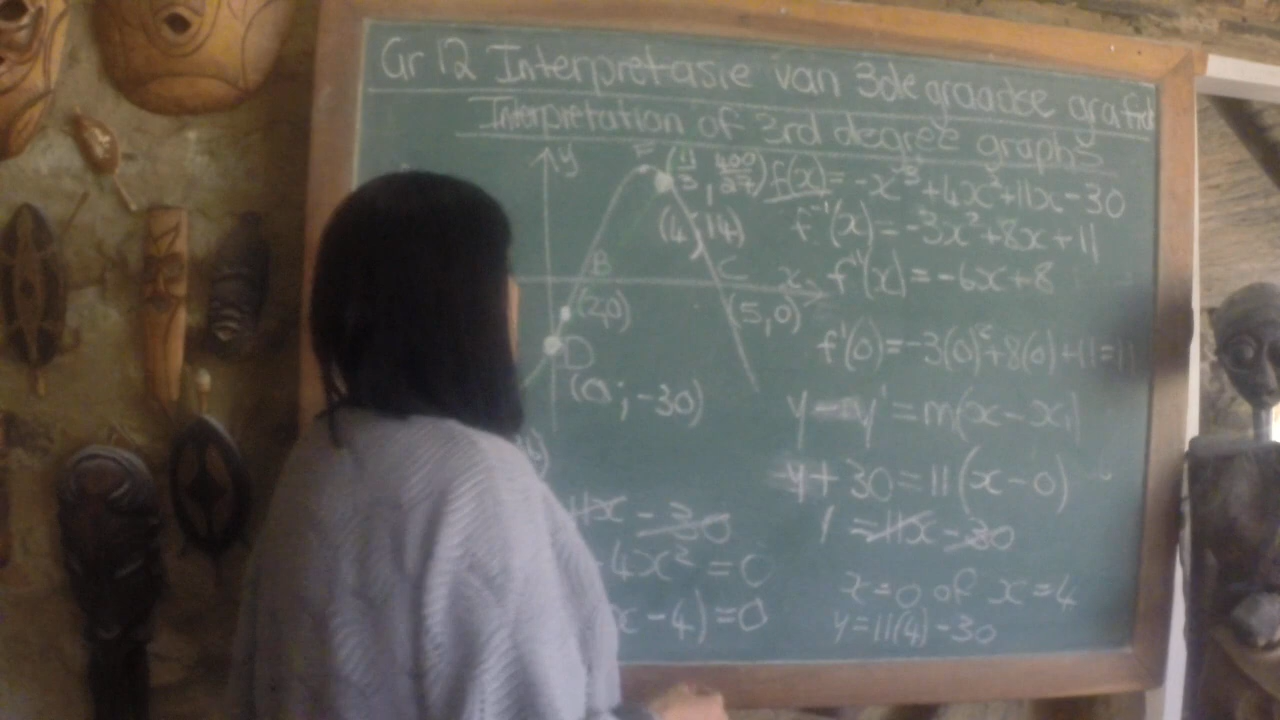 Gr 12 Interpretasie van 3de graadse grafiek
Interpretation of 3rd degree graphs
y
F (11/3, 400/27)
(4, 14)
B
(2,0)
C
x
(5,0)
D
(0; -30)
f(x) = -x³ + 4x² + 11x - 30
f'(x) = -3x² + 8x + 11
f''(x) = -6x + 8
f'(0) = -3(0)² + 8(0) + 11 = 11
y - y' = m(x - x₁)
y + 30 = 11(x - 0)
= 11x - 30
x = 0 of x = 4
y = 11(4) - 30
11x - 30
4x² = 0
x - 4) = 0